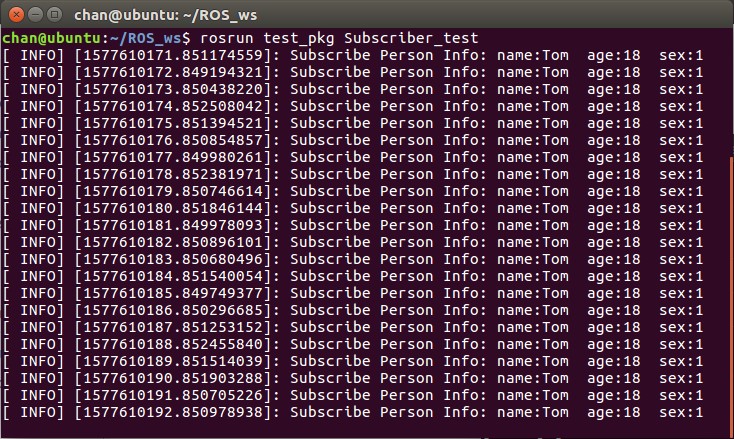 chan@ubuntu: ~/ROS_ws
chan@ubuntu:~/ROS_ws$ rosrun test_pkg Subscriber_test
[ INFO] [1577610171.851174559]: Subscribe Person Info: name:Tom  age:18  sex:1
[ INFO] [1577610172.849194321]: Subscribe Person Info: name:Tom  age:18  sex:1
[ INFO] [1577610173.850438220]: Subscribe Person Info: name:Tom  age:18  sex:1
[ INFO] [1577610174.852508042]: Subscribe Person Info: name:Tom  age:18  sex:1
[ INFO] [1577610175.851394521]: Subscribe Person Info: name:Tom  age:18  sex:1
[ INFO] [1577610176.850854857]: Subscribe Person Info: name:Tom  age:18  sex:1
[ INFO] [1577610177.849980261]: Subscribe Person Info: name:Tom  age:18  sex:1
[ INFO] [1577610178.852381971]: Subscribe Person Info: name:Tom  age:18  sex:1
[ INFO] [1577610179.850746614]: Subscribe Person Info: name:Tom  age:18  sex:1
[ INFO] [1577610180.851846144]: Subscribe Person Info: name:Tom  age:18  sex:1
[ INFO] [1577610181.849978093]: Subscribe Person Info: name:Tom  age:18  sex:1
[ INFO] [1577610182.850896101]: Subscribe Person Info: name:Tom  age:18  sex:1
[ INFO] [1577610183.850680496]: Subscribe Person Info: name:Tom  age:18  sex:1
[ INFO] [1577610184.851540054]: Subscribe Person Info: name:Tom  age:18  sex:1
[ INFO] [1577610185.849749377]: Subscribe Person Info: name:Tom  age:18  sex:1
[ INFO] [1577610186.850296685]: Subscribe Person Info: name:Tom  age:18  sex:1
[ INFO] [1577610187.851253152]: Subscribe Person Info: name:Tom  age:18  sex:1
[ INFO] [1577610188.852455840]: Subscribe Person Info: name:Tom  age:18  sex:1
[ INFO] [1577610189.851514039]: Subscribe Person Info: name:Tom  age:18  sex:1
[ INFO] [1577610190.851903288]: Subscribe Person Info: name:Tom  age:18  sex:1
[ INFO] [1577610191.850705226]: Subscribe Person Info: name:Tom  age:18  sex:1
[ INFO] [1577610192.850978938]: Subscribe Person Info: name:Tom  age:18  sex:1